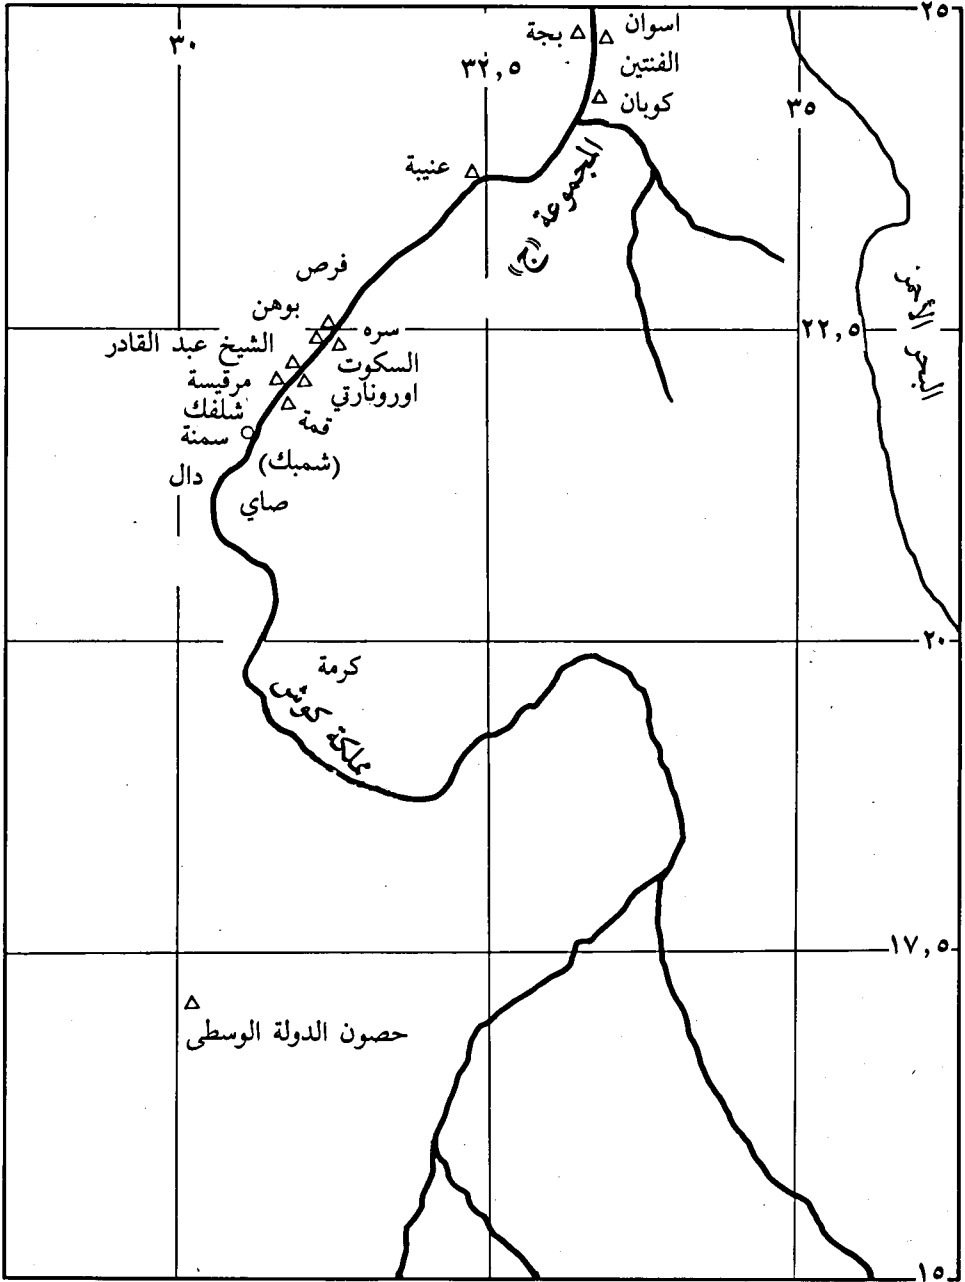 ٢٥
اسوان
بجة
٣٠
الفنتين
٣٢,٥
كوبان
٣٥
المجموعة «ج»
عنيبة
فرص
البحر الأحمر
بوهن
سره
٢٢,٥
الشيخ عبد القادر
السكوت
مرقيسة
اورونارتي
شلفك
قمة
سمنة
(شمبك)
دال
صاي
٢٠
كرمة
مملكة كوش
١٧,٥
حصون الدولة الوسطى
١٥